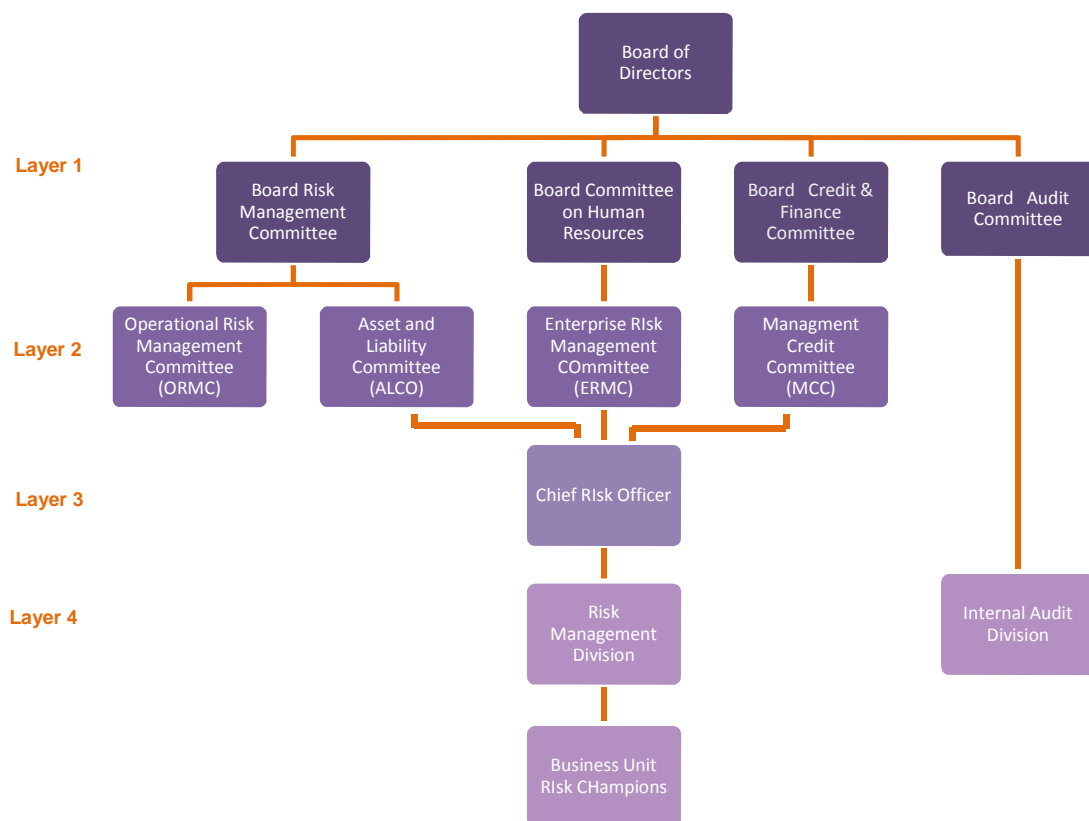 Board of
Directors
Layer 1
Board Risk
Management
Committee
Board Committee
on Human
Resources
Board Credit &
Finance
Committee
Board Audit
Committee
Layer 2
Operational Risk
Management
Committee
(ORMC)
Asset and
Liability
Committee
(ALCO)
Enterprise RIsk
Management
COmmittee
(ERMC)
Managment
Credit
Committee
(MCC)
Layer 3
Chief RIsk Officer
Layer 4
Risk
Management
Division
Internal Audit
Division
Business Unit
RIsk CHampions